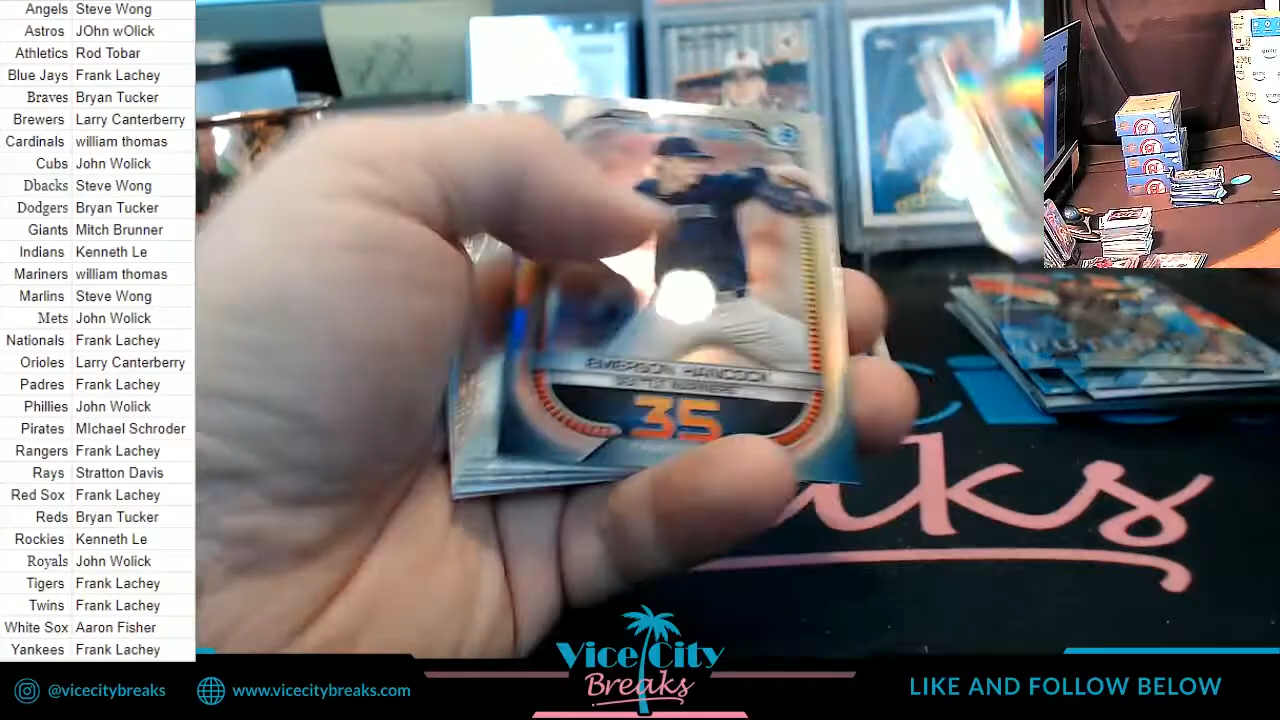 Angels Steve Wong
Astros JOhn wOlick
Athletics Rod Tobar
Blue Jays Frank Lachey
Braves Bryan Tucker
Brewers Larry Canterberry
Cardinals william thomas
Cubs John Wolick
Dbacks Steve Wong
Dodgers Bryan Tucker
Giants Mitch Brunner
Indians Kenneth Le
Mariners william thomas
Marlins Steve Wong
Mets John Wolick
Nationals Frank Lachey
Orioles Larry Canterberry
Padres Frank Lachey
Phillies John Wolick
Pirates MIchael Schroder
Rangers Frank Lachey
Rays Stratton Davis
Red Sox Frank Lachey
Reds Bryan Tucker
Rockies Kenneth Le
Royals John Wolick
Tigers Frank Lachey
Twins Frank Lachey
White Sox Aaron Fisher
Yankees Frank Lachey
EMERSON HANCOCK
35
aks
Vice City
Breaks
@vicecitybreaks
www.vicecitybreaks.com
LIKE AND FOLLOW BELOW